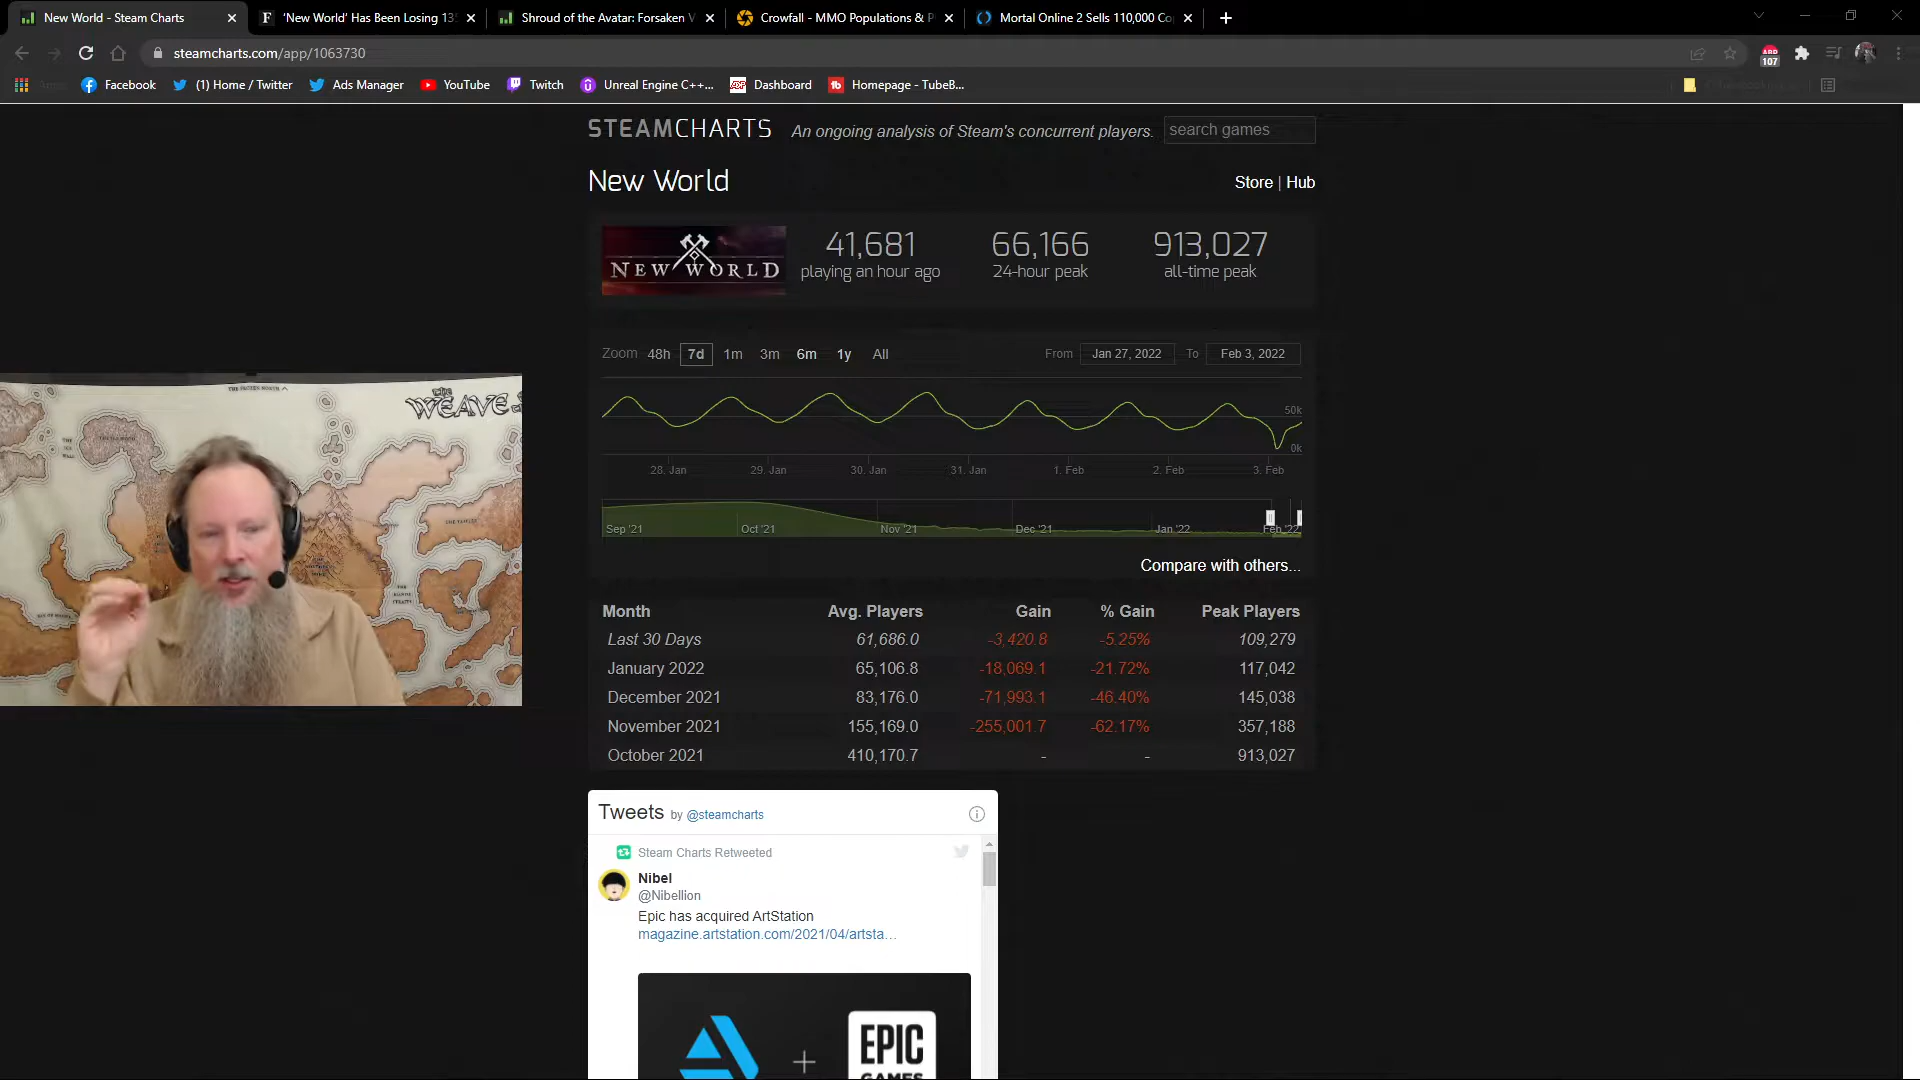 New World - Steam Charts
'New World' Has Been Losing 13
Shroud of the Avatar: Forsaken V
Crowfall - MMO Populations & P
Mortal Online 2 Sells 110,000 Co
steamcharts.com/app/1063730
107
Facebook
(1) Home / Twitter
Ads Manager
YouTube
Twitch
Unreal Engine C++...
Dashboard
Homepage - TubeB...
STEAMCHARTS
An ongoing analysis of Steam's concurrent players.
search games
New World
Store | Hub
NEW WORLD
41,681
playing an hour ago
66,166
24-hour peak
913,027
all-time peak
Zoom 48h 7d 1m 3m 6m 1y All
From Jan 27, 2022 To Feb 3, 2022
50k
0k
28. Jan 29. Jan 30. Jan 31. Jan 1. Feb 2. Feb 3. Feb
Sep '21 Oct '21 Nov '21 Dec '21 Jan '22 Feb '22
Compare with others...
Month Avg. Players Gain % Gain Peak Players
Last 30 Days 61,686.0 -3,420.8 -5.25% 109,279
January 2022 65,106.8 -18,069.1 -21.72% 117,042
December 2021 83,176.0 -71,993.1 -46.40% 145,038
November 2021 155,169.0 -255,001.7 -62.17% 357,188
October 2021 410,170.7 - - 913,027
THE FROZEN NORTH
the
WEAVE
Tweets by @steamcharts
Steam Charts Retweeted
Nibel
@Nibellion
Epic has acquired ArtStation
magazine.artstation.com/2021/04/artsta...
+
EPIC
GAMES